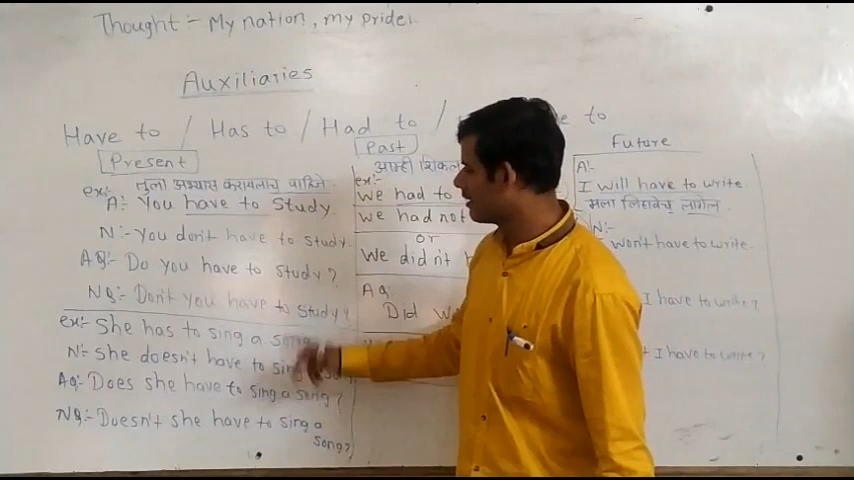 Thought :- My nation, my pride.
Auxiliaries
Have to / Has to / Had to / to
Present
ex:- तुला अभ्यास करायलाच पाहिजे.
A:- You have to study.
N:- You don't have to study.
AQ:- Do you have to study?
NQ:- Don't you have to study?
ex:- She has to sing a song.
N:- She doesn't have to sing song
AQ:- Does she have to sing a song?
NQ:- Doesn't she have to sing a
song?
Past
आम्ही
ex:-
we had to
we had not
or
We didn't
AQ
Did
Future
A:-
I will have to write.
मला लिहावेच् लागेल.
N:-
won't have to write.
I have to write?
I have to write?